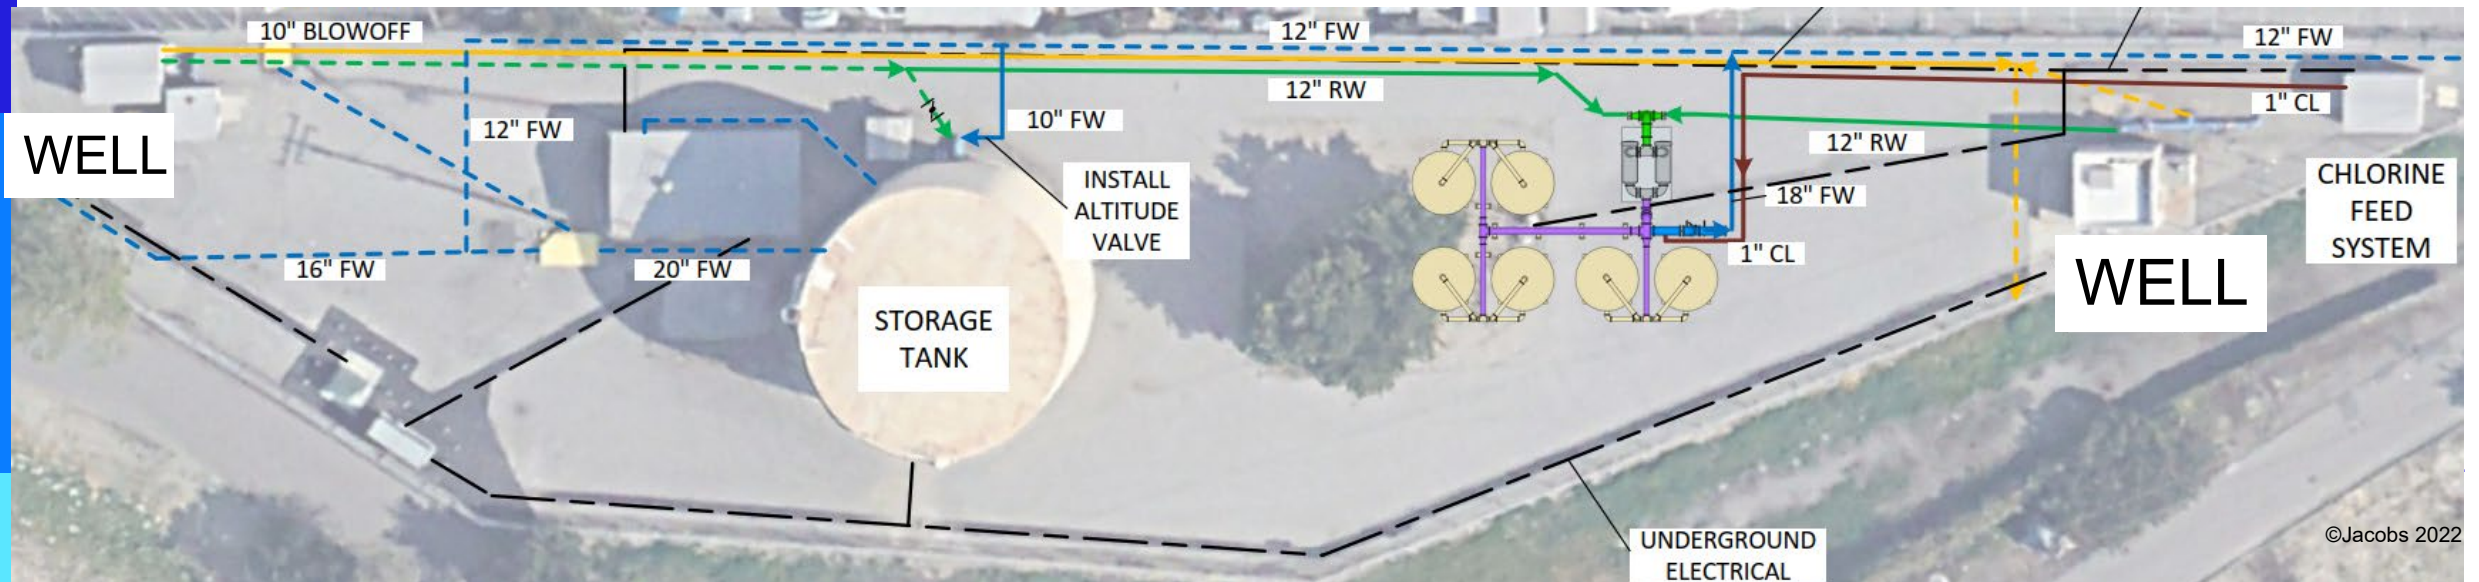 10" BLOWOFF
12" FW
12" FW
12" RW
1" CL
12" FW
10" FW
WELL
12" RW
INSTALL
ALTITUDE
VALVE
18" FW
CHLORINE
FEED
SYSTEM
1" CL
16" FW
20" FW
WELL
STORAGE
TANK
UNDERGROUND
ELECTRICAL
©Jacobs 2022